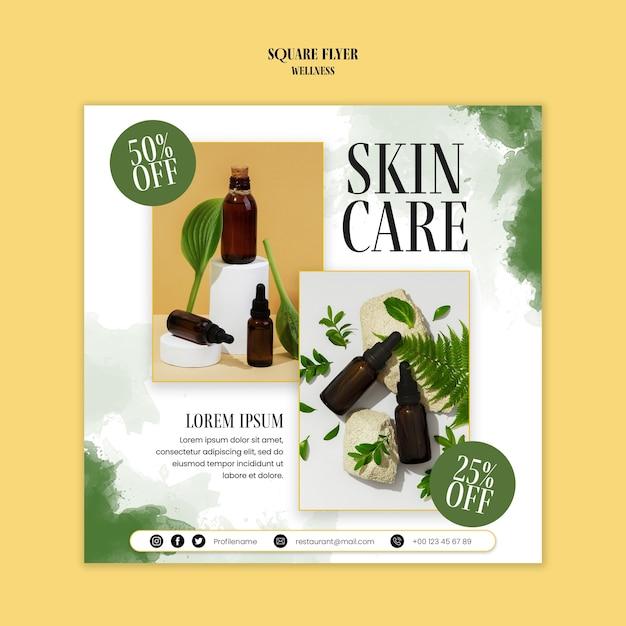 SQUARE FLYER
WELLNESS
50%
OFF
SKIN
CARE
LOREM IPSUM
Lorem ipsum dolor sit amet,
consectetur adipiscing elit, sed do
eiusmod tempor incididunt ut
labore et dolore.
25%
OFF
Profilename
restaurant@mail.com
+00 123 45 67 89